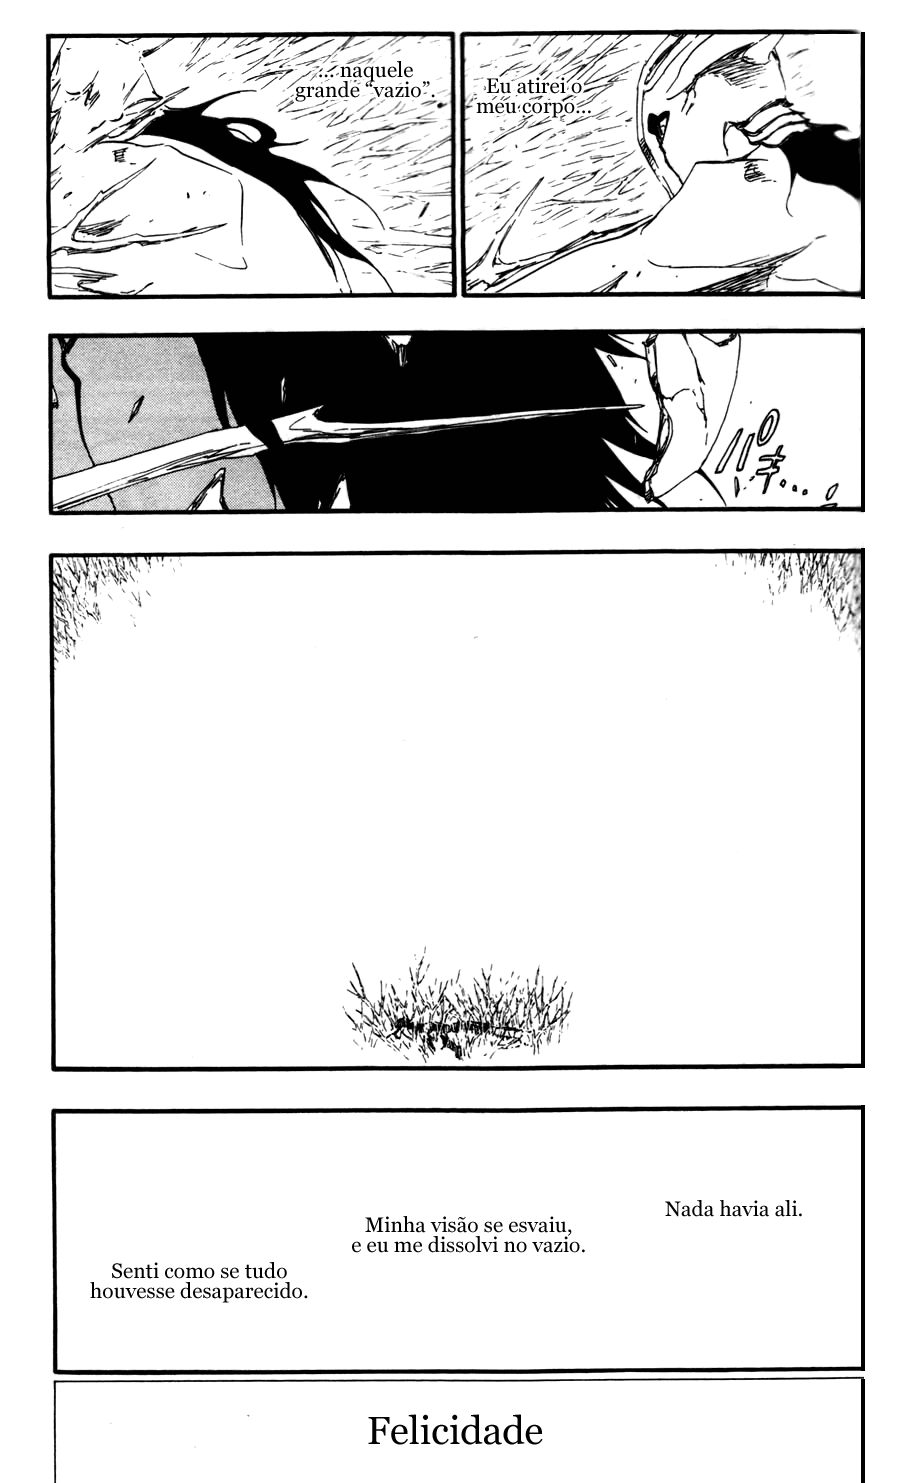 Eu atirei o
meu corpo...
... naquele
grande “vazio”.
パキ...
Nada havia ali.
Minha visão se esvaiu,
e eu me dissolvi no vazio.
Senti como se tudo
houvesse desaparecido.
Felicidade